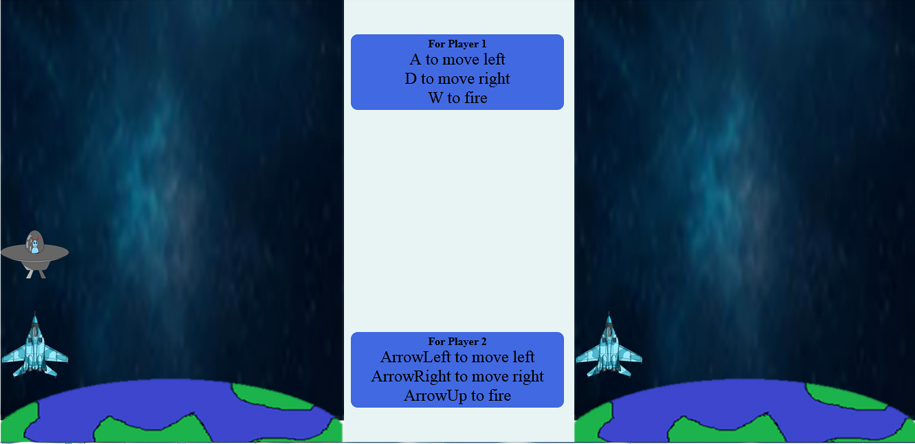 For Player 1
A to move left
D to move right
W to fire
For Player 2
ArrowLeft to move left
ArrowRight to move right
ArrowUp to fire